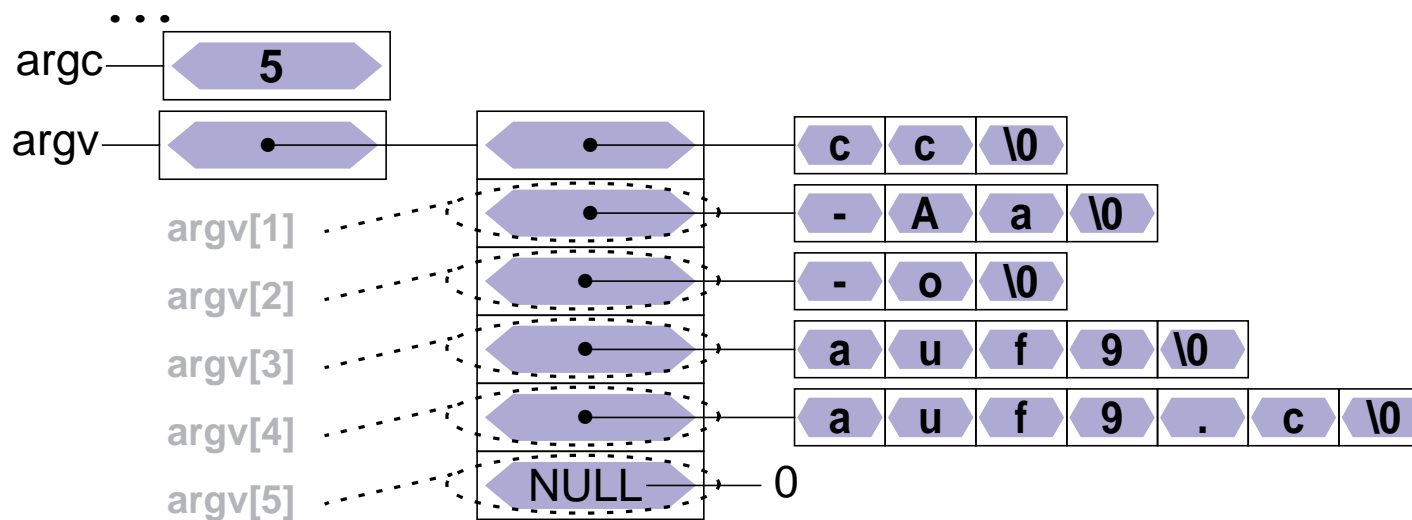 ...
argc 5
argv c c \0
argv[1] - A a \0
argv[2] - o \0
argv[3] a u f 9 \0
argv[4] a u f 9 . c \0
argv[5] NULL 0